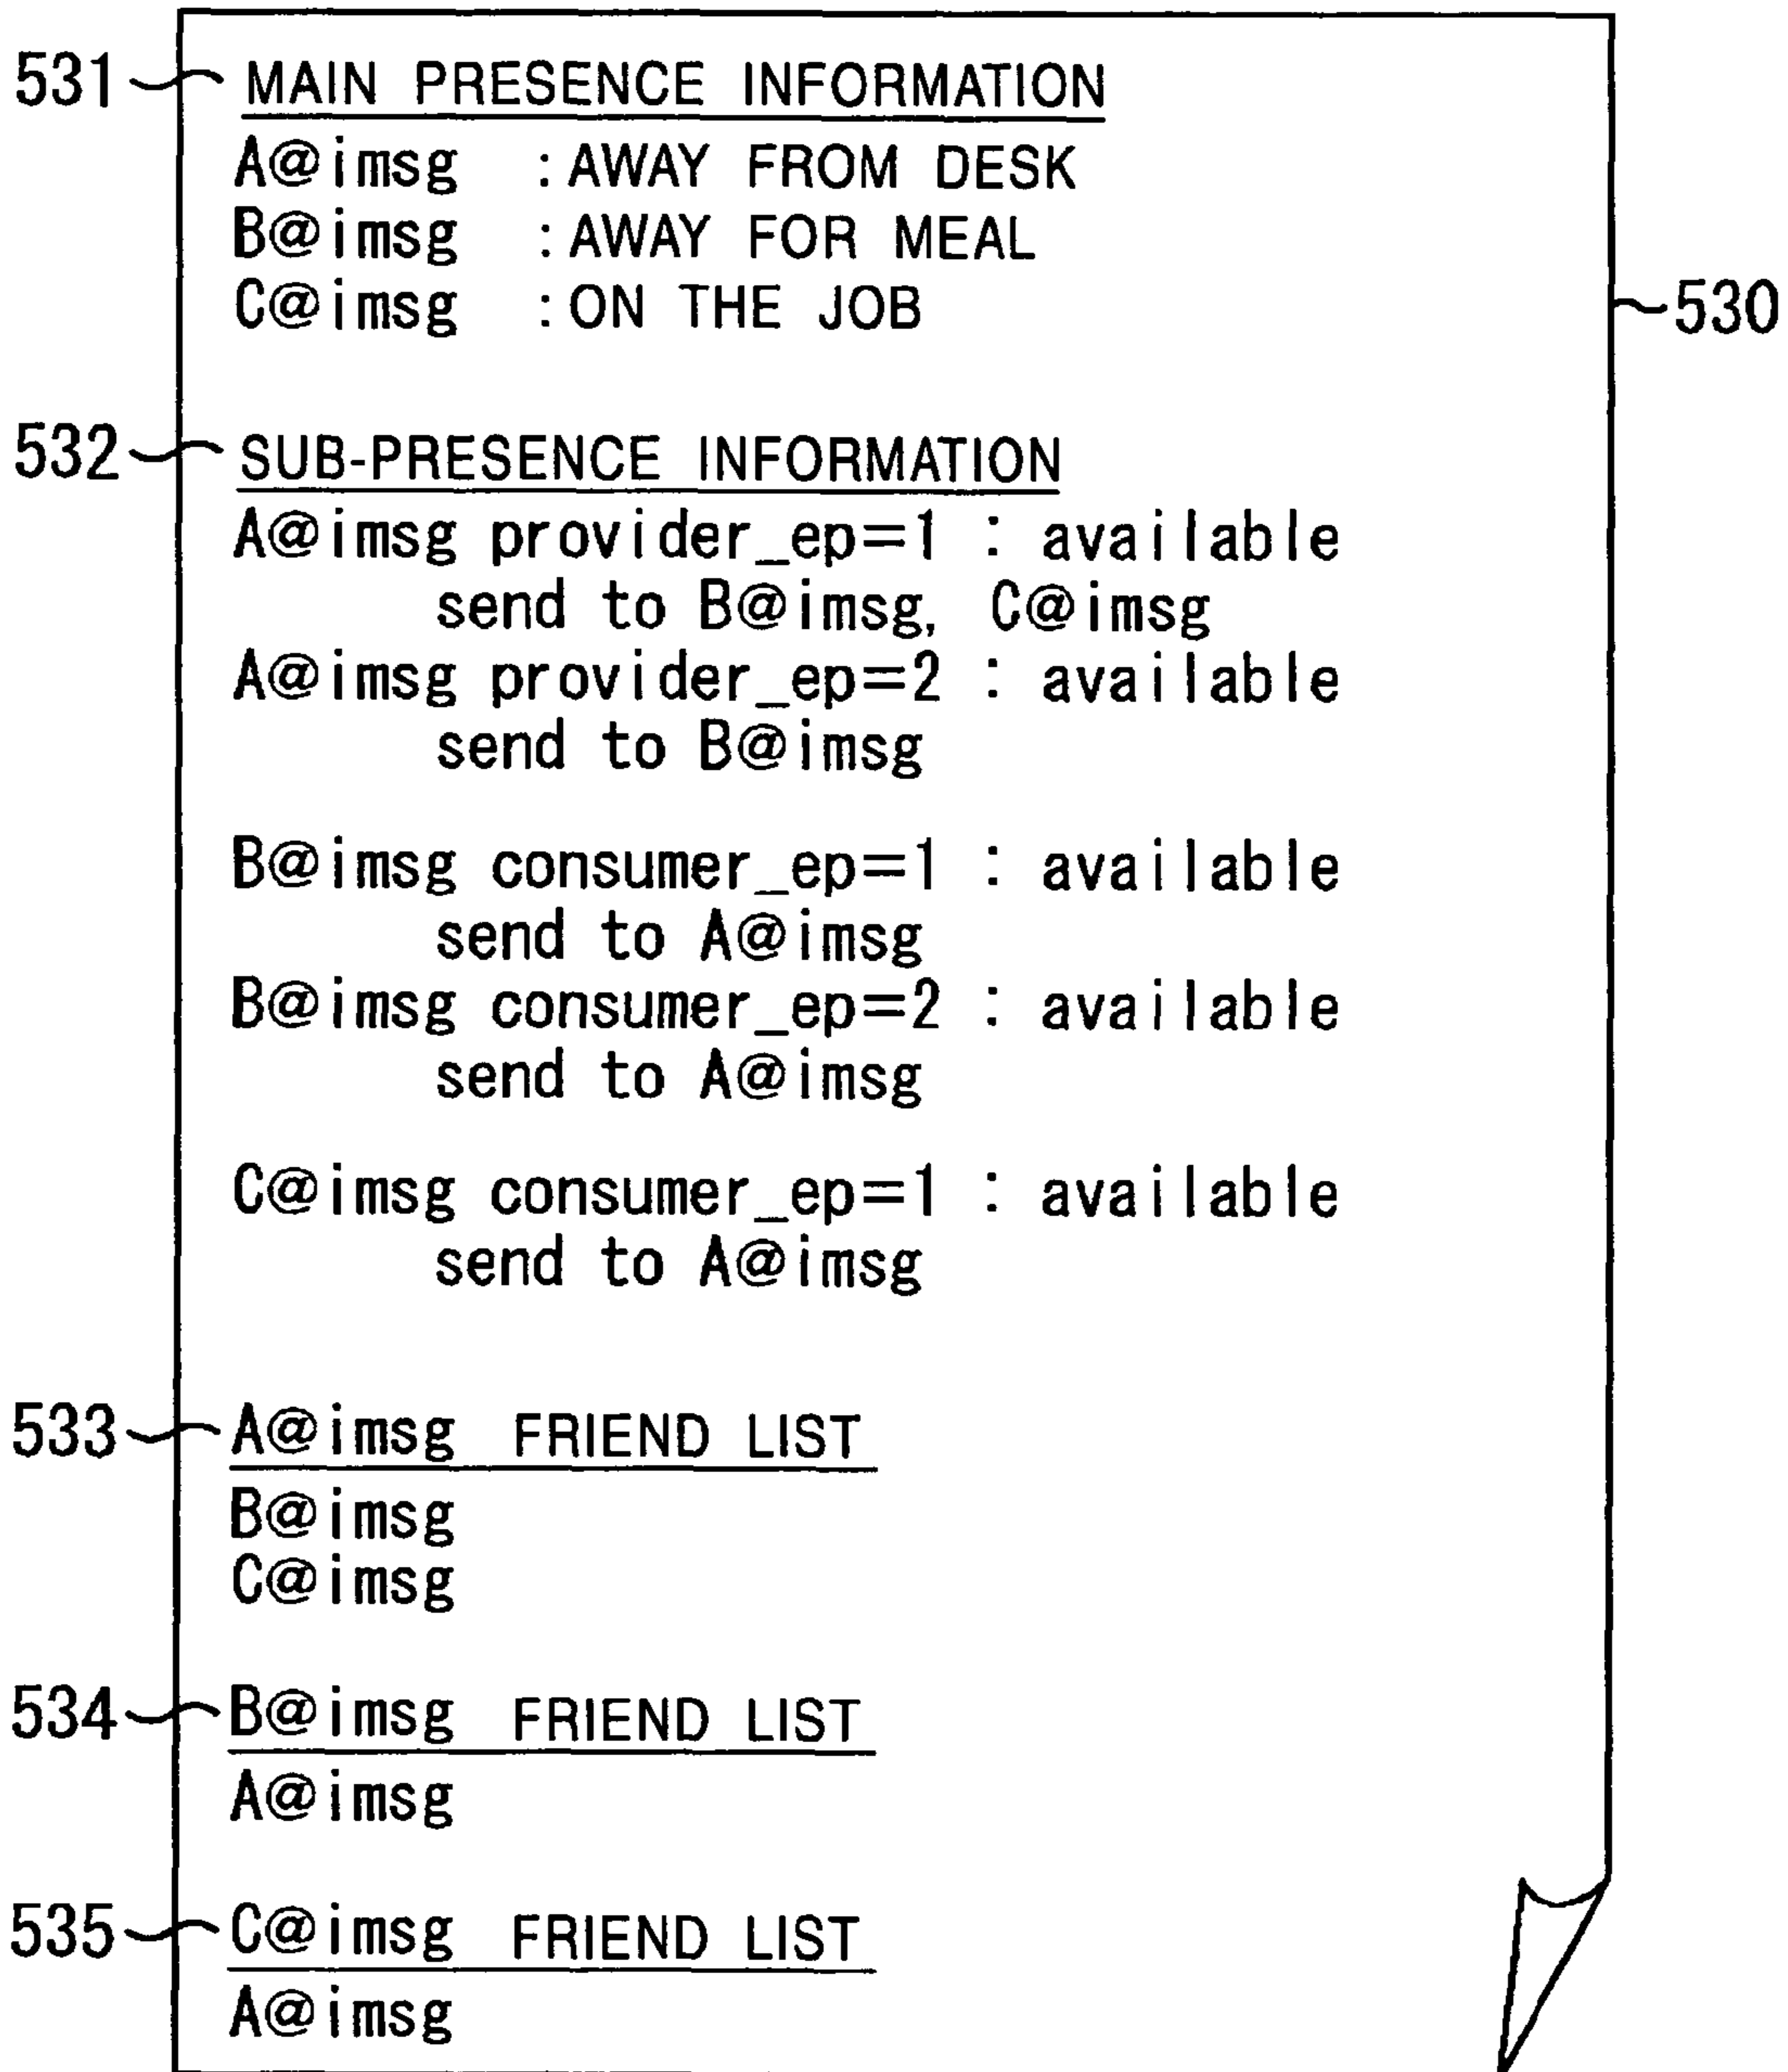 531 MAIN PRESENCE INFORMATION
A@imsg : AWAY FROM DESK
B@imsg : AWAY FOR MEAL
C@imsg : ON THE JOB
530
532 SUB-PRESENCE INFORMATION
A@imsg provider_ep=1 : available
send to B@imsg, C@imsg
A@imsg provider_ep=2 : available
send to B@imsg
B@imsg consumer_ep=1 : available
send to A@imsg
B@imsg consumer_ep=2 : available
send to A@imsg
C@imsg consumer_ep=1 : available
send to A@imsg
533 A@imsg FRIEND LIST
B@imsg
C@imsg
534 B@imsg FRIEND LIST
A@imsg
535 C@imsg FRIEND LIST
A@imsg